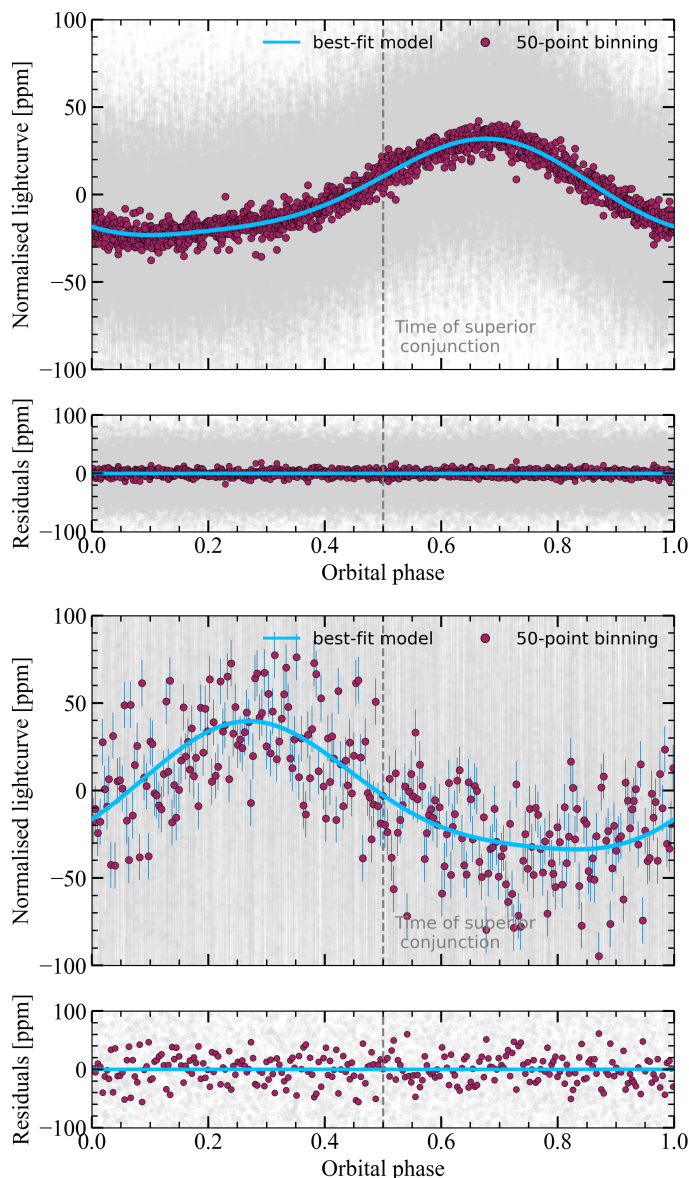 best-fit model 50-point binning
100
50
0
−50
−100
Normalised lightcurve [ppm]
Time of superior
conjunction
100
0
−100
Residuals [ppm]
0.0 0.2 0.4 0.6 0.8 1.0
Orbital phase
best-fit model 50-point binning
100
50
0
−50
−100
Normalised lightcurve [ppm]
Time of superior
conjunction
100
0
−100
Residuals [ppm]
0.0 0.2 0.4 0.6 0.8 1.0
Orbital phase